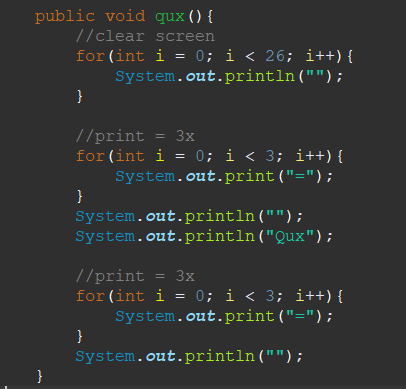 public void qux(){
    //clear screen
    for(int i = 0; i < 26; i++){
        System.out.println("");
    }

    //print = 3x
    for(int i = 0; i < 3; i++){
        System.out.print("=");
    }
    System.out.println("");
    System.out.println("Qux");

    //print = 3x
    for(int i = 0; i < 3; i++){
        System.out.print("=");
    }
    System.out.println("");
}